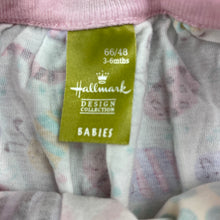 66/48
3-6mths
Hallmark
DESIGN
COLLECTION
BABIES